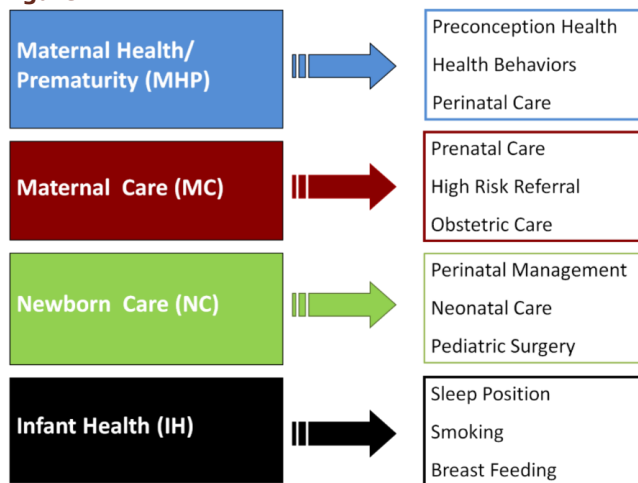 Maternal Health/
Prematurity (MHP)
Preconception Health
Health Behaviors
Perinatal Care
Maternal Care (MC)
Prenatal Care
High Risk Referral
Obstetric Care
Newborn Care (NC)
Perinatal Management
Neonatal Care
Pediatric Surgery
Infant Health (IH)
Sleep Position
Smoking
Breast Feeding